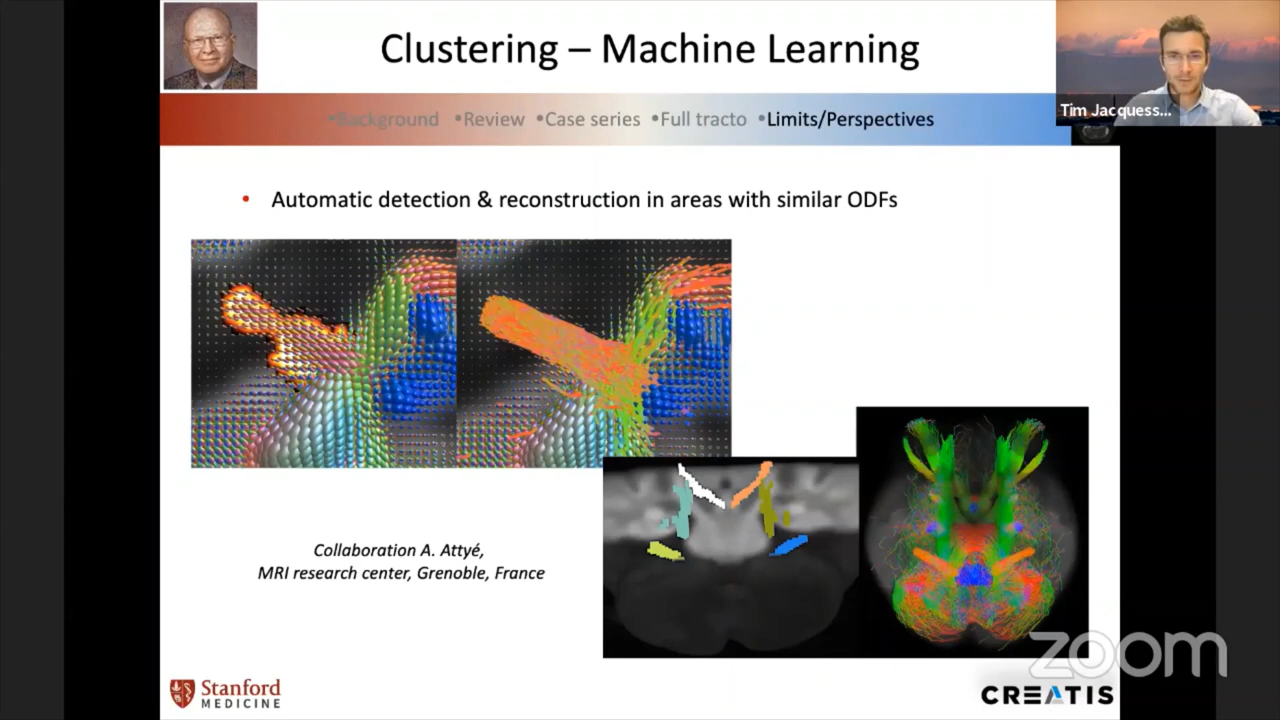 Clustering – Machine Learning
Tim Jacquess...
•Background •Review •Case series •Full tracto •Limits/Perspectives
• Automatic detection & reconstruction in areas with similar ODFs
Collaboration A. Attyé,
MRI research center, Grenoble, France
zoom
Stanford
MEDICINE
CREATIS